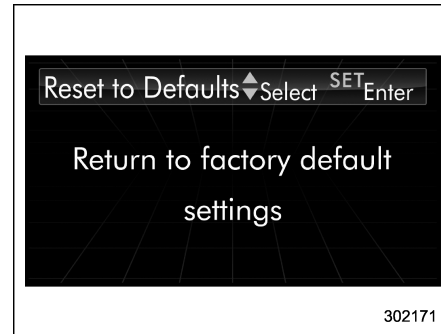 Reset to Defaults Select SET Enter
Return to factory default
settings
302171